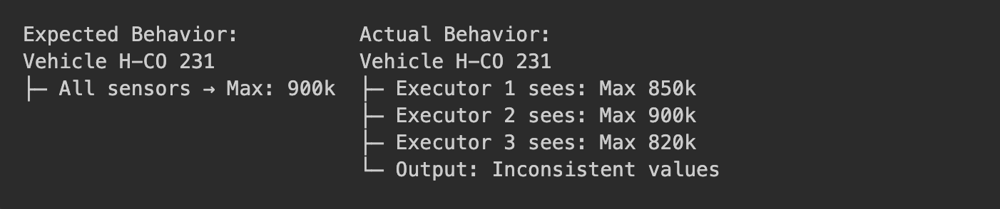 Expected Behavior:          Actual Behavior:
Vehicle H-CO 231            Vehicle H-CO 231
├─ All sensors → Max: 900k  ├─ Executor 1 sees: Max 850k
                            ├─ Executor 2 sees: Max 900k
                            ├─ Executor 3 sees: Max 820k
                            └─ Output: Inconsistent values